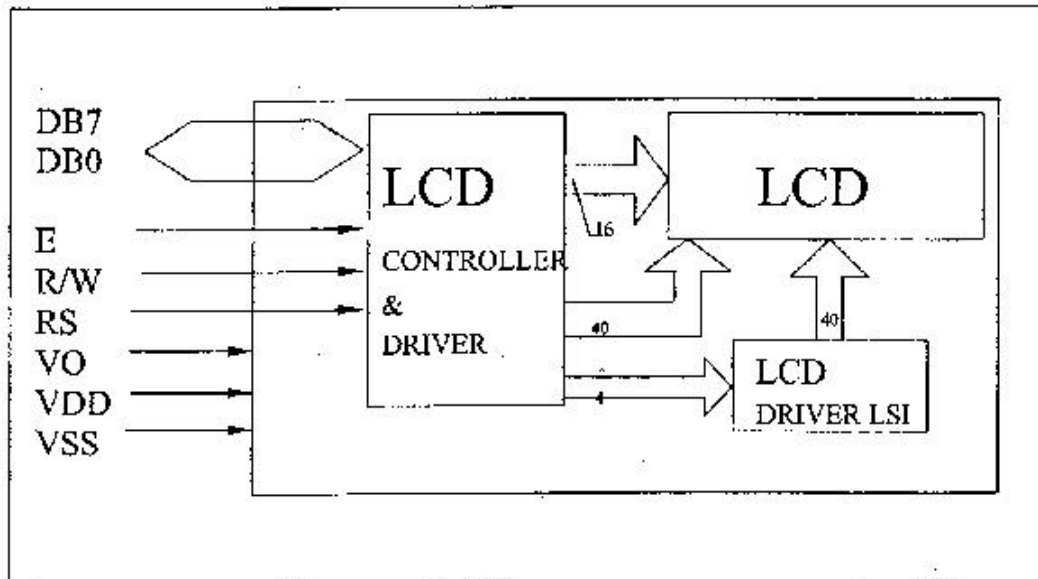 DB7
DB0
E
R/W
RS
VO
VDD
VSS
LCD
CONTROLLER
&
DRIVER
16
40
4
LCD
40
LCD
DRIVER LSI